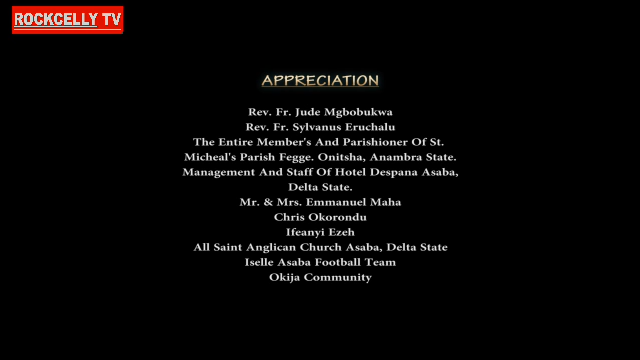 ROCKCELLY TV
APPRECIATION
Rev. Fr. Jude Mgbobukwa
Rev. Fr. Sylvanus Eruchalu
The Entire Member's And Parishioner Of St.
Micheal's Parish Fegge. Onitsha, Anambra State.
Management And Staff Of Hotel Despana Asaba,
Delta State.
Mr. & Mrs. Emmanuel Maha
Chris Okorondu
Ifeanyi Ezeh
All Saint Anglican Church Asaba, Delta State
Iselle Asaba Football Team
Okija Community